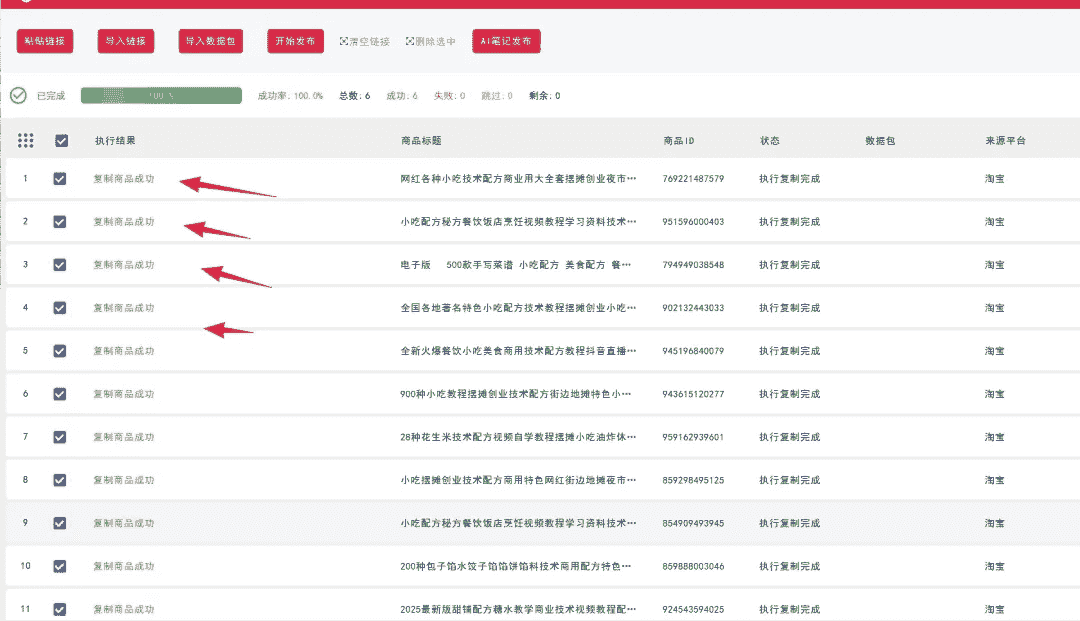 粘贴链接 导入链接 导入数据包 开始发布 清空链接 删除选中 AI笔记发布
已完成 100% 成功率: 100.0% 总数: 6 成功: 6 失败: 0 跳过: 0 剩余: 0
执行结果 商品标题 商品ID 状态 数据包 来源平台
1 复制商品成功 网红各种小吃技术配方商业用大全套摆摊创业夜市… 769221487579 执行复制完成 淘宝
2 复制商品成功 小吃配方秘方餐饮饭店烹饪视频教程学习资料技术… 951596000403 执行复制完成 淘宝
3 复制商品成功 电子版 500款手写菜谱 小吃配方 美食配方 餐… 794949038548 执行复制完成 淘宝
4 复制商品成功 全国各地著名特色小吃配方技术教程摆摊创业小吃… 902132443033 执行复制完成 淘宝
5 复制商品成功 全新火爆餐饮小吃美食商用技术配方教程抖音直播… 945196840079 执行复制完成 淘宝
6 复制商品成功 900种小吃教程摆摊创业技术配方街边地摊特色小… 943615120277 执行复制完成 淘宝
7 复制商品成功 28种花生米技术配方视频自学教程摆摊小吃油炸休… 959162939601 执行复制完成 淘宝
8 复制商品成功 小吃摆摊创业技术配方商用特色网红街边地摊夜市… 859298495125 执行复制完成 淘宝
9 复制商品成功 小吃配方秘方餐饮饭店烹饪视频教程学习资料技术… 854909493945 执行复制完成 淘宝
10 复制商品成功 200种包子馅水饺子馅馅饼馅料技术商用配方特色… 859888003046 执行复制完成 淘宝
11 复制商品成功 2025最新版甜铺配方糖水教学商业技术视频教程配… 924543594025 执行复制完成 淘宝